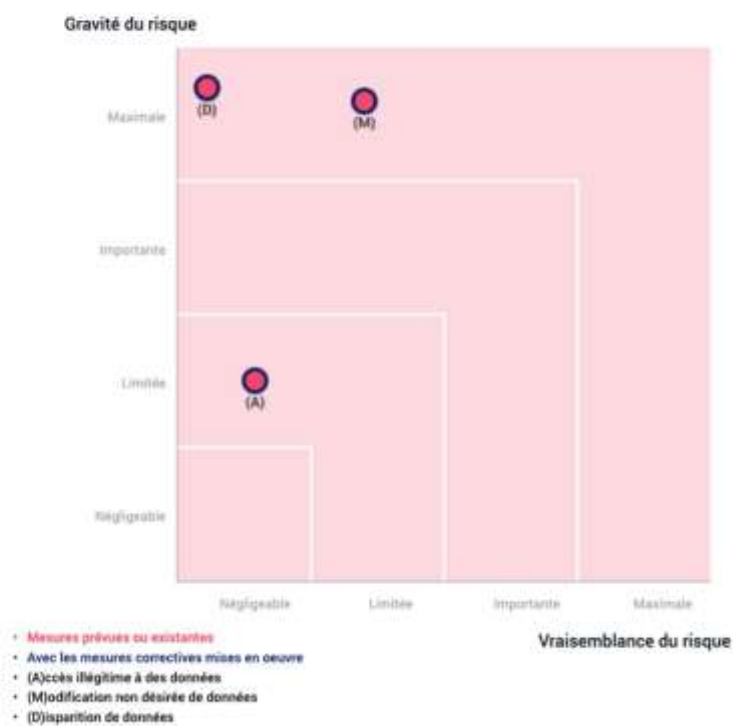 Gravité du risque
(D)
(M)
Maximale
Importante
Limitée
(A)
Négligeable
Négligeable Limitée Importante Maximale
Vraisemblance du risque
• Mesures prévues ou existantes
• Avec les mesures correctives mises en oeuvre
• (A)ccès illégitime à des données
• (M)odification non désirée de données
• (D)isparition de données